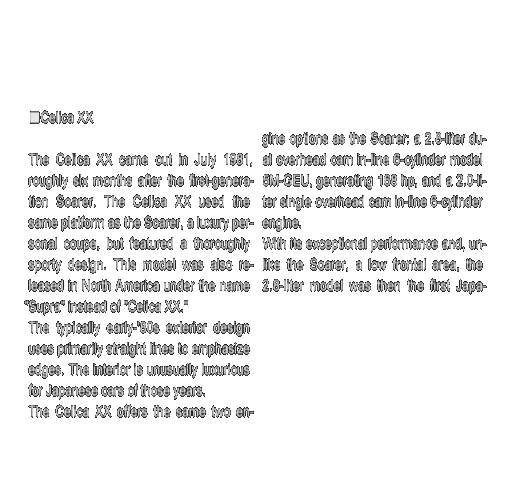 ■Celica XX
The Celica XX came out in July 1981,
roughly six months after the first-genera-
tion Soarer. The Celica XX used the
same platform as the Soarer, a luxury per-
sonal coupe, but featured a thoroughly
sporty design. This model was also re-
leased in North America under the name
"Supra" instead of "Celica XX."
The typically early-'80s exterior design
uses primarily straight lines to emphasize
edges. The interior is unusually luxurious
for Japanese cars of those years.
The Celica XX offers the same two en-
gine options as the Soarer: a 2.8-liter du-
al overhead cam in-line 6-cylinder model
5M-GEU, generating 168 hp, and a 2.0-li-
ter single overhead cam in-line 6-cylinder
engine.
With its exceptional performance and, un-
like the Soarer, a low frontal area, the
2.8-liter model was then the first Japa-